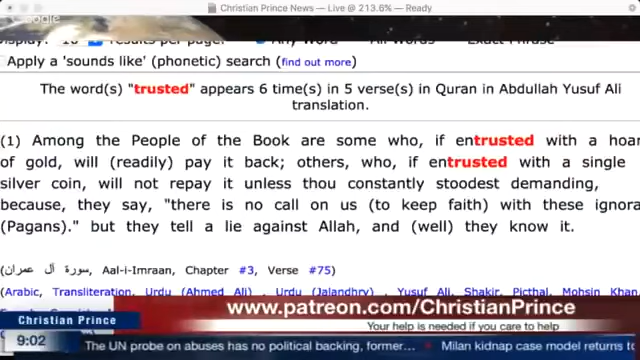 Christian Prince News — Live @ 213.6% — Ready
Google
Display: 10 results per page. Any Word All Words Exact Phrase
Apply a 'sounds like' (phonetic) search (find out more)
The word(s) "trusted" appears 6 time(s) in 5 verse(s) in Quran in Abdullah Yusuf Ali
translation.
(1) Among the People of the Book are some who, if entrusted with a hoar
of gold, will (readily) pay it back; others, who, if entrusted with a single
silver coin, will not repay it unless thou constantly stoodest demanding,
because, they say, "there is no call on us (to keep faith) with these ignora
(Pagans)." but they tell a lie against Allah, and (well) they know it.
(سورة آل عمران, Aal-i-Imraan, Chapter #3, Verse #75)
(Arabic, Transliteration, Urdu (Ahmed Ali) , Urdu (Jalandhry) , Yusuf Ali, Shakir, Picthal, Mohsin Khan,
www.patreon.com/ChristianPrince
Christian Prince
Your help is needed if you care to help
9:02 The UN probe on abuses has no political backing, former... • Milan kidnap case model returns to